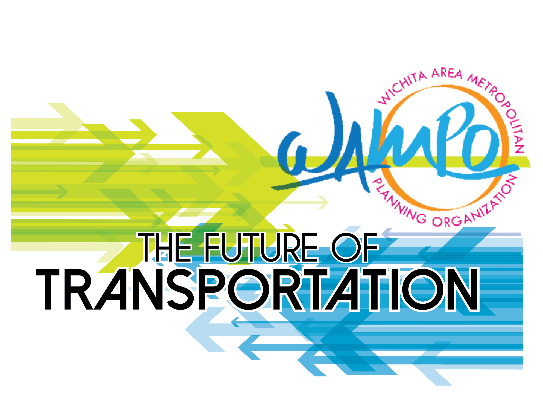 WICHITA AREA METROPOLITAN
WAMPO
PLANNING ORGANIZATION
THE FUTURE OF
TRANSPORTATION